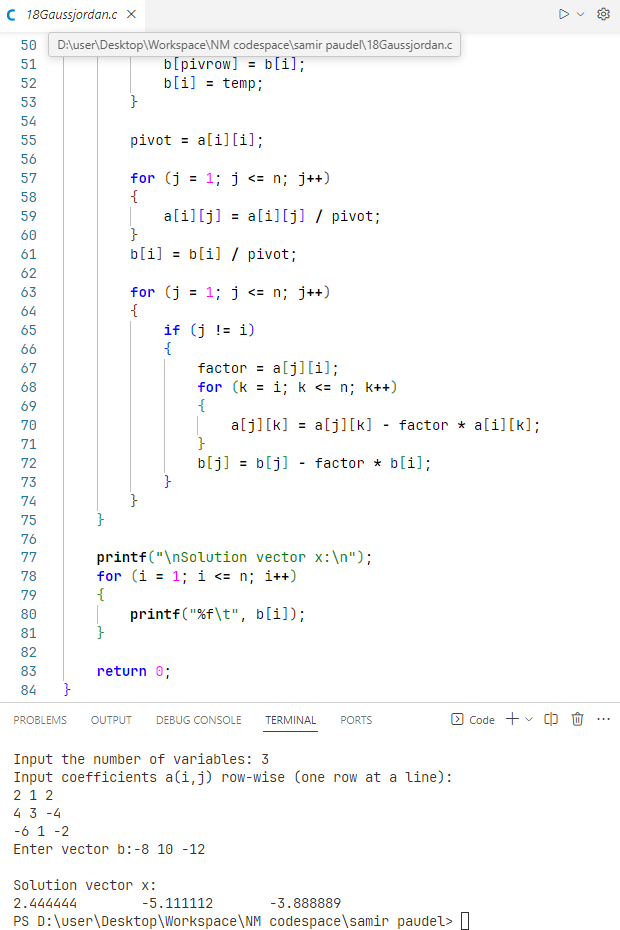 C 18Gaussjordan.c ×
D:\user\Desktop\Workspace\NM codespace\samir paudel\18Gaussjordan.c
50
51 b[pivrow] = b[i];
52 b[i] = temp;
53 }
54
55 pivot = a[i][i];
56
57 for (j = 1; j <= n; j++)
58 {
59 a[i][j] = a[i][j] / pivot;
60 }
61 b[i] = b[i] / pivot;
62
63 for (j = 1; j <= n; j++)
64 {
65 if (j != i)
66 {
67 factor = a[j][i];
68 for (k = i; k <= n; k++)
69 {
70 a[j][k] = a[j][k] - factor * a[i][k];
71 }
72 b[j] = b[j] - factor * b[i];
73 }
74 }
75 }
76
77 printf("\nSolution vector x:\n");
78 for (i = 1; i <= n; i++)
79 {
80 printf("%f\t", b[i]);
81 }
82
83 return 0;
84 }
PROBLEMS OUTPUT DEBUG CONSOLE TERMINAL PORTS Code
Input the number of variables: 3
Input coefficients a(i,j) row-wise (one row at a line):
2 1 2
4 3 -4
-6 1 -2
Enter vector b:-8 10 -12
Solution vector x:
2.444444 -5.111112 -3.888889
PS D:\user\Desktop\Workspace\NM codespace\samir paudel>